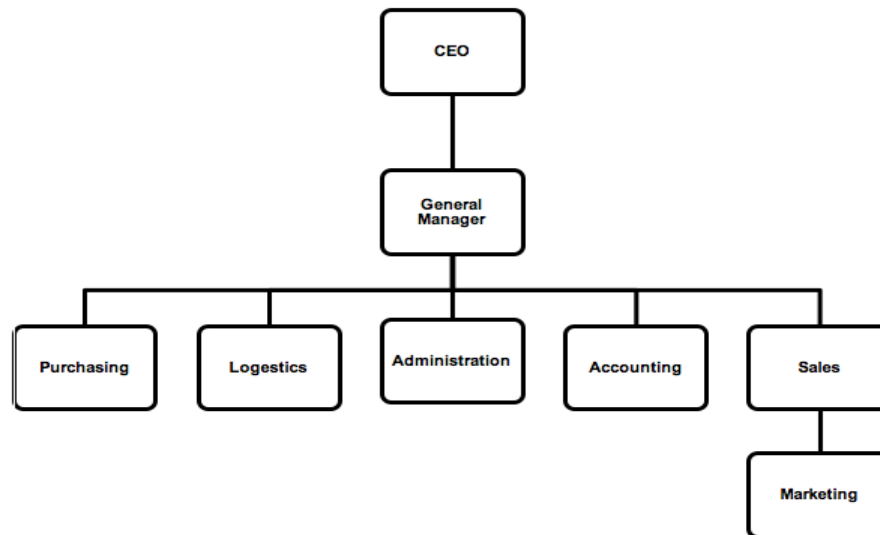 CEO
General
Manager
Purchasing
Logestics
Administration
Accounting
Sales
Marketing